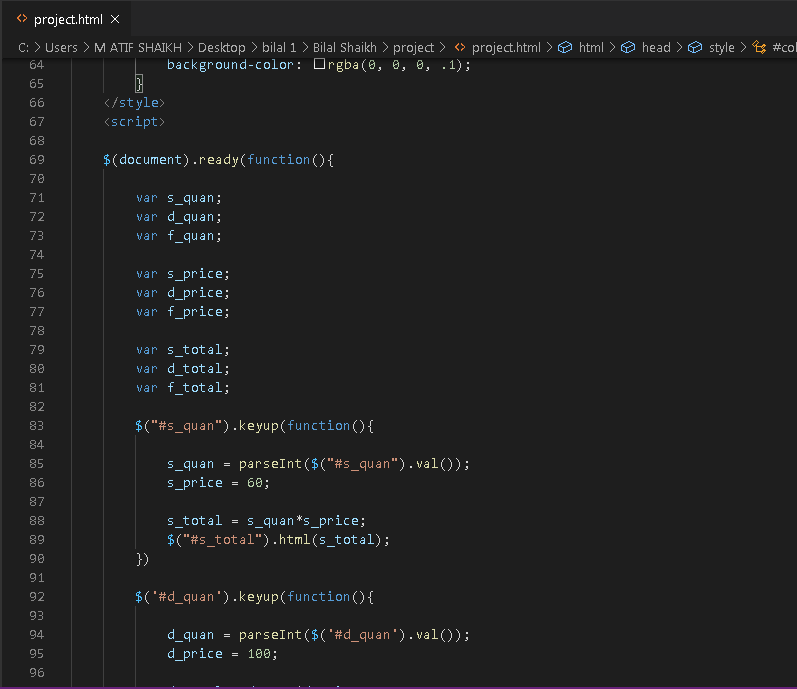 project.html ×
C: > Users > M ATIF SHAIKH > Desktop > bilal 1 > Bilal Shaikh > project > project.html > html > head > style > #col
64 background-color: rgba(0, 0, 0, .1);
65 }
66 </style>
67 <script>
68
69 $(document).ready(function(){
70
71 var s_quan;
72 var d_quan;
73 var f_quan;
74
75 var s_price;
76 var d_price;
77 var f_price;
78
79 var s_total;
80 var d_total;
81 var f_total;
82
83 $("#s_quan").keyup(function(){
84
85 s_quan = parseInt($("#s_quan").val());
86 s_price = 60;
87
88 s_total = s_quan*s_price;
89 $("#s_total").html(s_total);
90 })
91
92 $('#d_quan').keyup(function(){
93
94 d_quan = parseInt($('#d_quan').val());
95 d_price = 100;
96